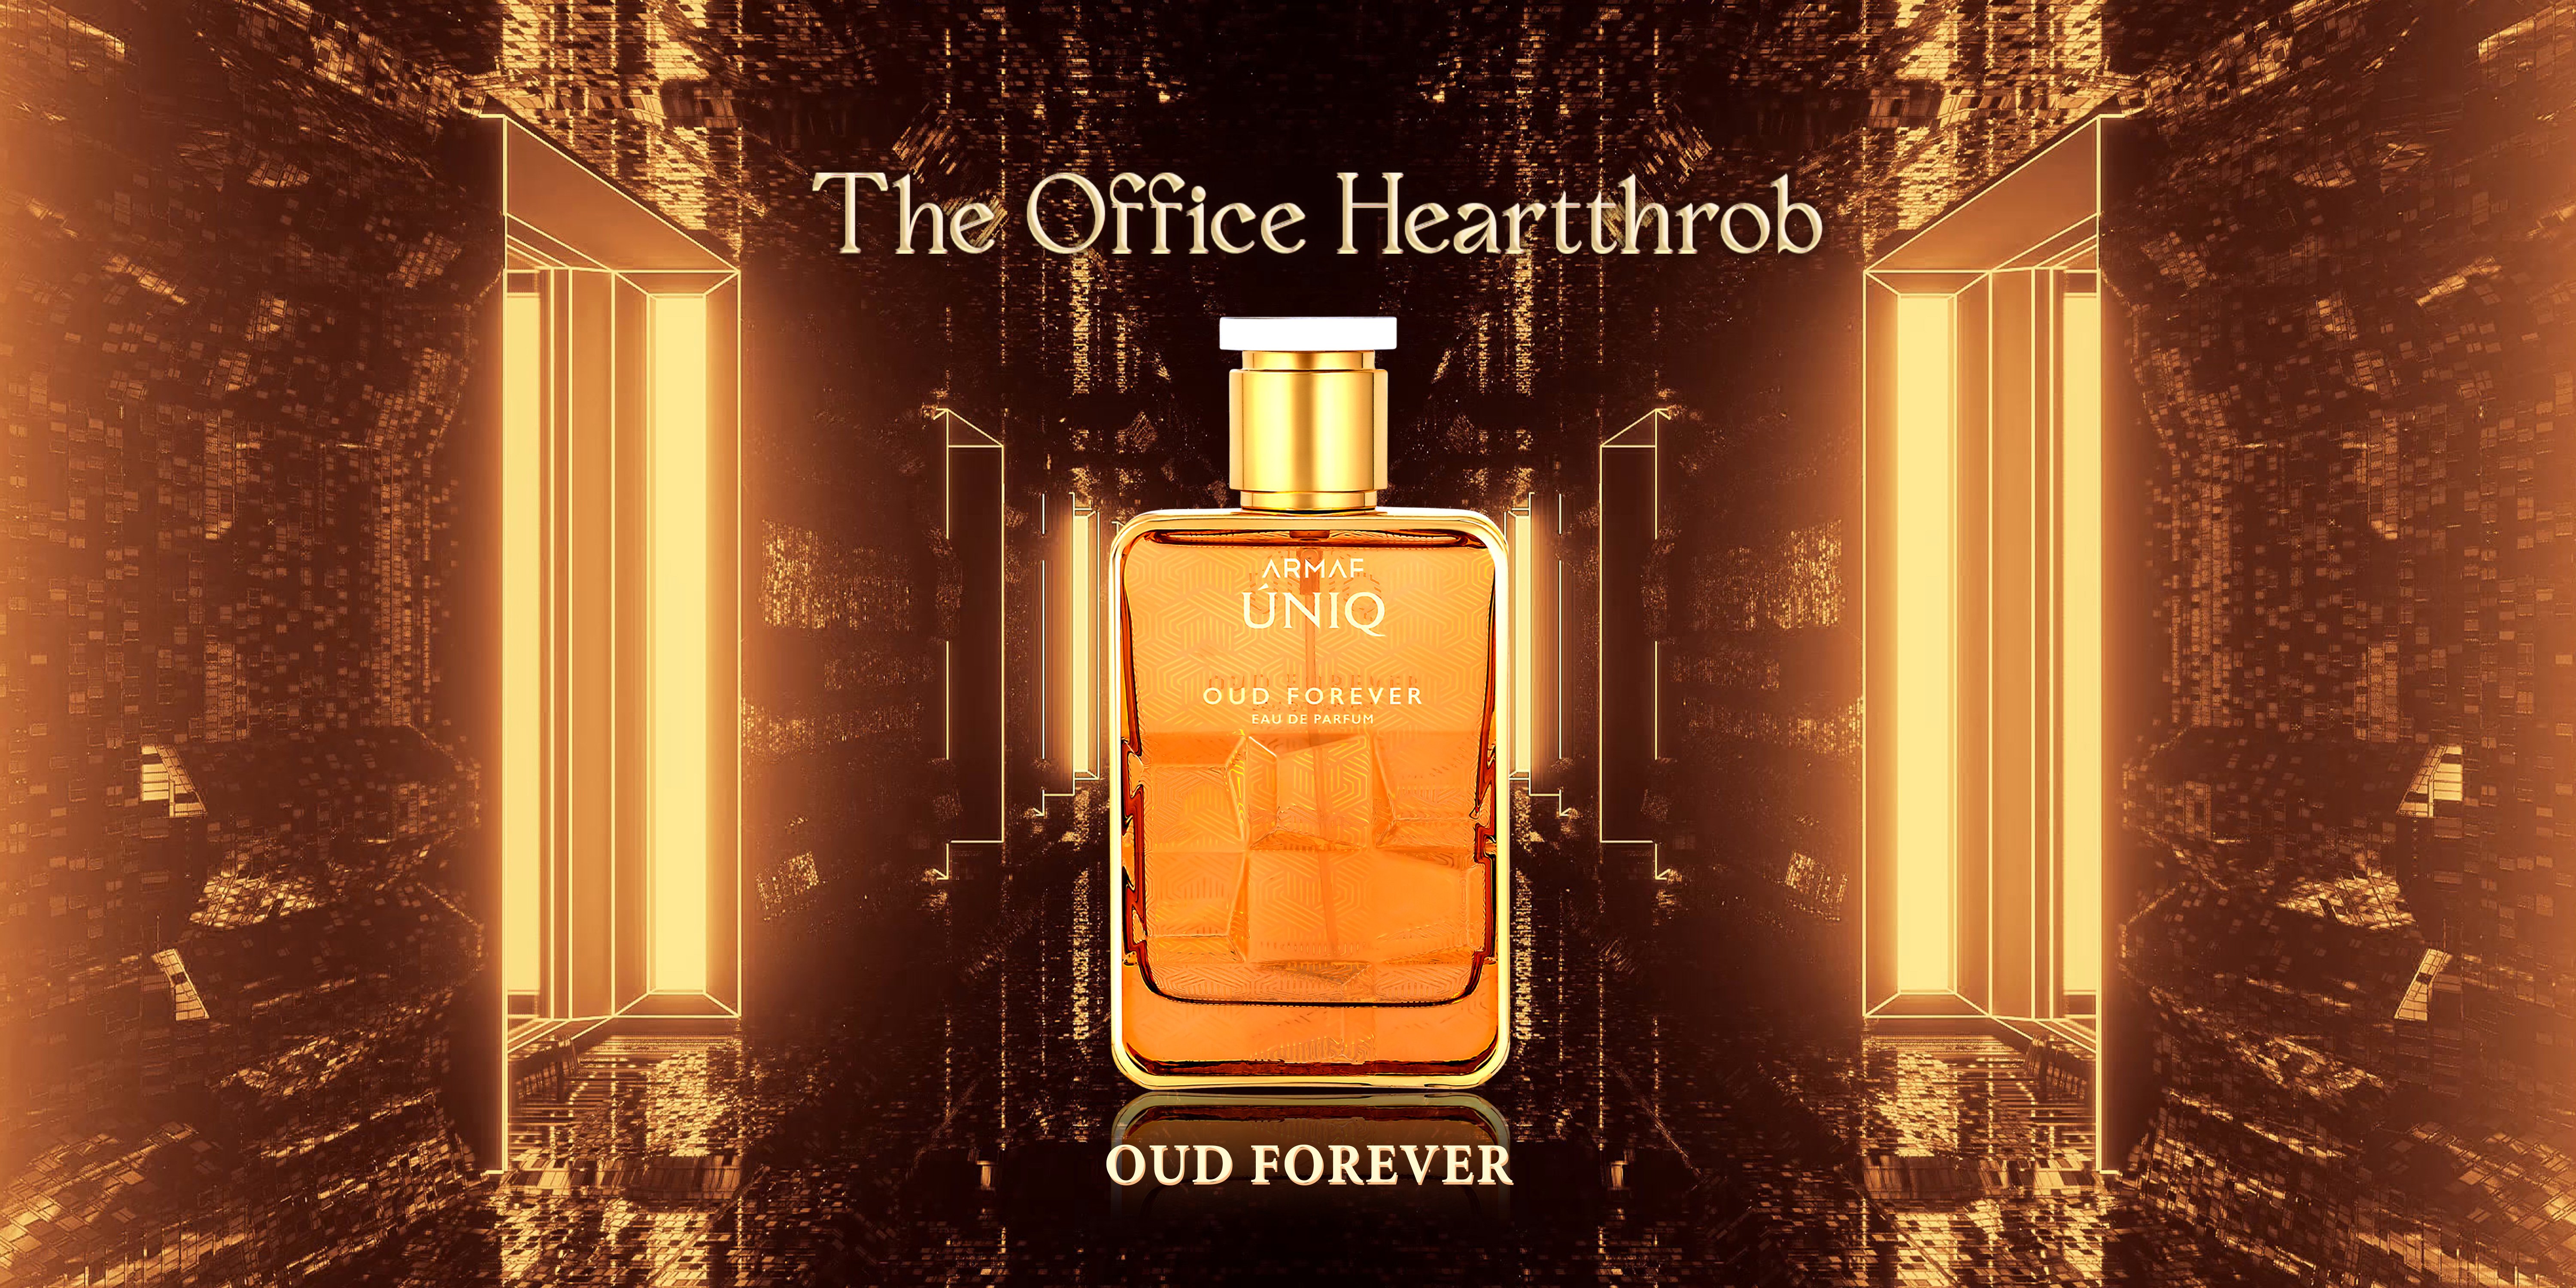 The Office Heartthrob
ARMAF
ÚNIQ
OUD FOREVER
EAU DE PARFUM
OUD FOREVER